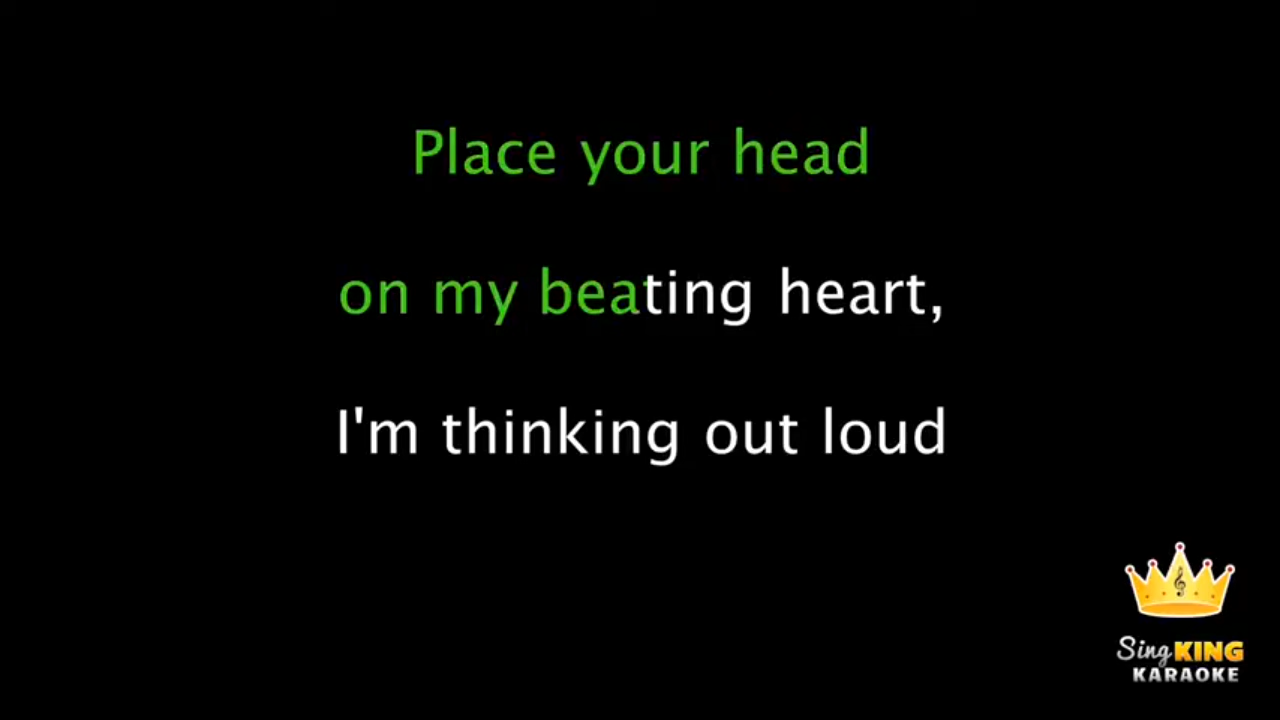 Place your head
on my beating heart,
I'm thinking out loud
Sing KING
KARAOKE